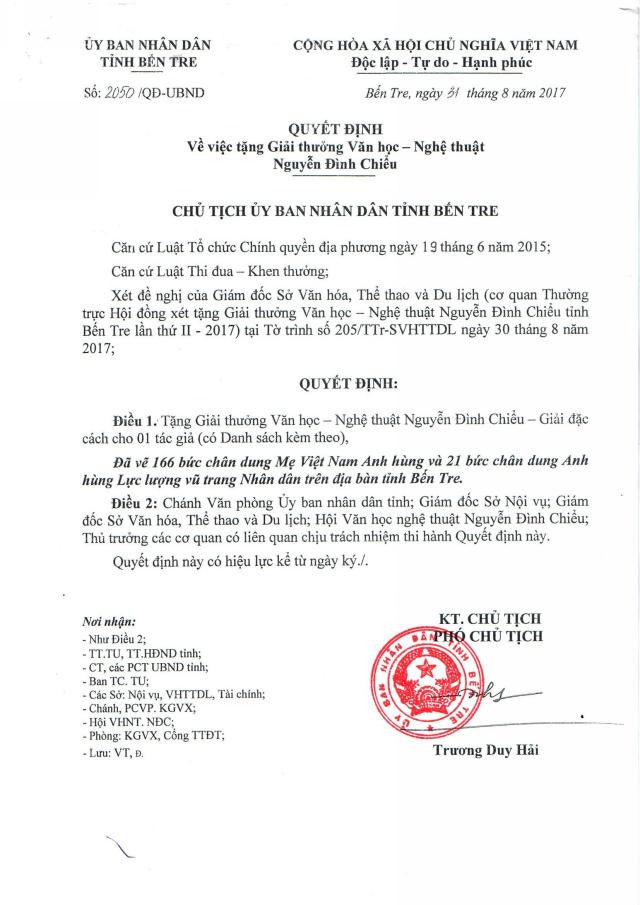 ỦY BAN NHÂN DÂN
TỈNH BẾN TRE
CỘNG HÒA XÃ HỘI CHỦ NGHĨA VIỆT NAM
Độc lập - Tự do - Hạnh phúc
Số: 2050/QĐ-UBND
Bến Tre, ngày 31 tháng 8 năm 2017
QUYẾT ĐỊNH
Về việc tặng Giải thưởng Văn học – Nghệ thuật
Nguyễn Đình Chiểu
CHỦ TỊCH ỦY BAN NHÂN DÂN TỈNH BẾN TRE
Căn cứ Luật Tổ chức Chính quyền địa phương ngày 19 tháng 6 năm 2015;
Căn cứ Luật Thi đua – Khen thưởng;
Xét đề nghị của Giám đốc Sở Văn hóa, Thể thao và Du lịch (cơ quan Thường
trực Hội đồng xét tặng Giải thưởng Văn học – Nghệ thuật Nguyễn Đình Chiểu tỉnh
Bến Tre lần thứ II - 2017) tại Tờ trình số 205/TTr-SVHTTDL ngày 30 tháng 8 năm
2017;
QUYẾT ĐỊNH:
Điều 1. Tặng Giải thưởng Văn học – Nghệ thuật Nguyễn Đình Chiểu – Giải đặc
cách cho 01 tác giả (có Danh sách kèm theo),
Đã vẽ 166 bức chân dung Mẹ Việt Nam Anh hùng và 21 bức chân dung Anh
hùng Lực lượng vũ trang Nhân dân trên địa bàn tỉnh Bến Tre.
Điều 2: Chánh Văn phòng Ủy ban nhân dân tỉnh; Giám đốc Sở Nội vụ; Giám
đốc Sở Văn hóa, Thể thao và Du lịch; Hội Văn học nghệ thuật Nguyễn Đình Chiểu;
Thủ trưởng các cơ quan có liên quan chịu trách nhiệm thi hành Quyết định này.
Quyết định này có hiệu lực kể từ ngày ký./.
Nơi nhận:
- Như Điều 2;
- TT.TU, TT.HĐND tỉnh;
- CT, các PCT UBND tỉnh;
- Ban TC. TU;
- Các Sở: Nội vụ, VHTTDL, Tài chính;
- Chánh, PCVP. KGVX;
- Hội VHNT. NĐC;
- Phòng: KGVX, Cổng TTĐT;
- Lưu: VT, Đ.
KT. CHỦ TỊCH
PHÓ CHỦ TỊCH
ỦY BAN NHÂN DÂN TỈNH BẾN TRE
Trương Duy Hải